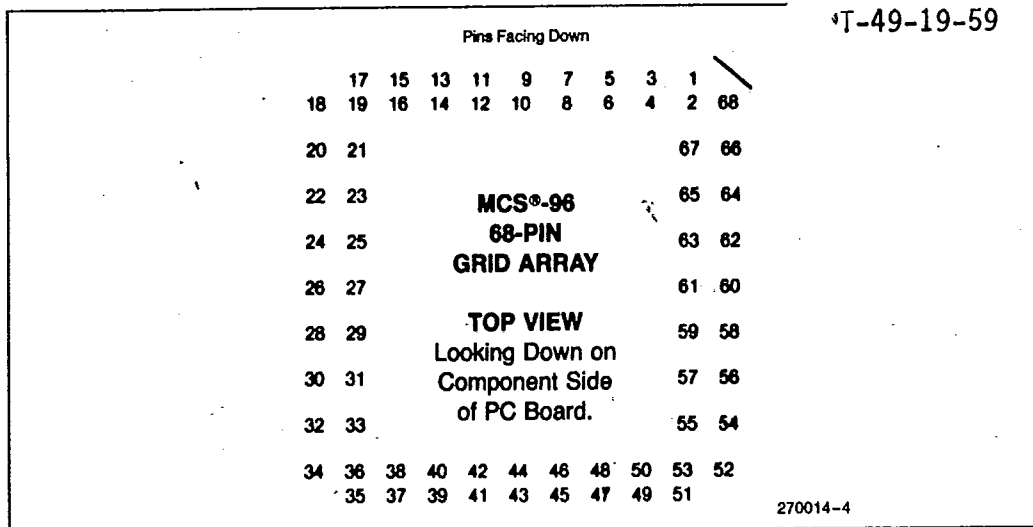 T-49-19-59
Pins Facing Down
17 15 13 11 9 7 5 3 1
18 19 16 14 12 10 8 6 4 2 68
20 21 67 66
22 23 65 64
MCS®-96
24 25 63 62
68-PIN
GRID ARRAY
26 27 61 60
TOP VIEW
28 29 59 58
Looking Down on
30 31 57 56
Component Side
of PC Board.
32 33 55 54
34 36 38 40 42 44 46 48 50 53 52
35 37 39 41 43 45 47 49 51
270014-4